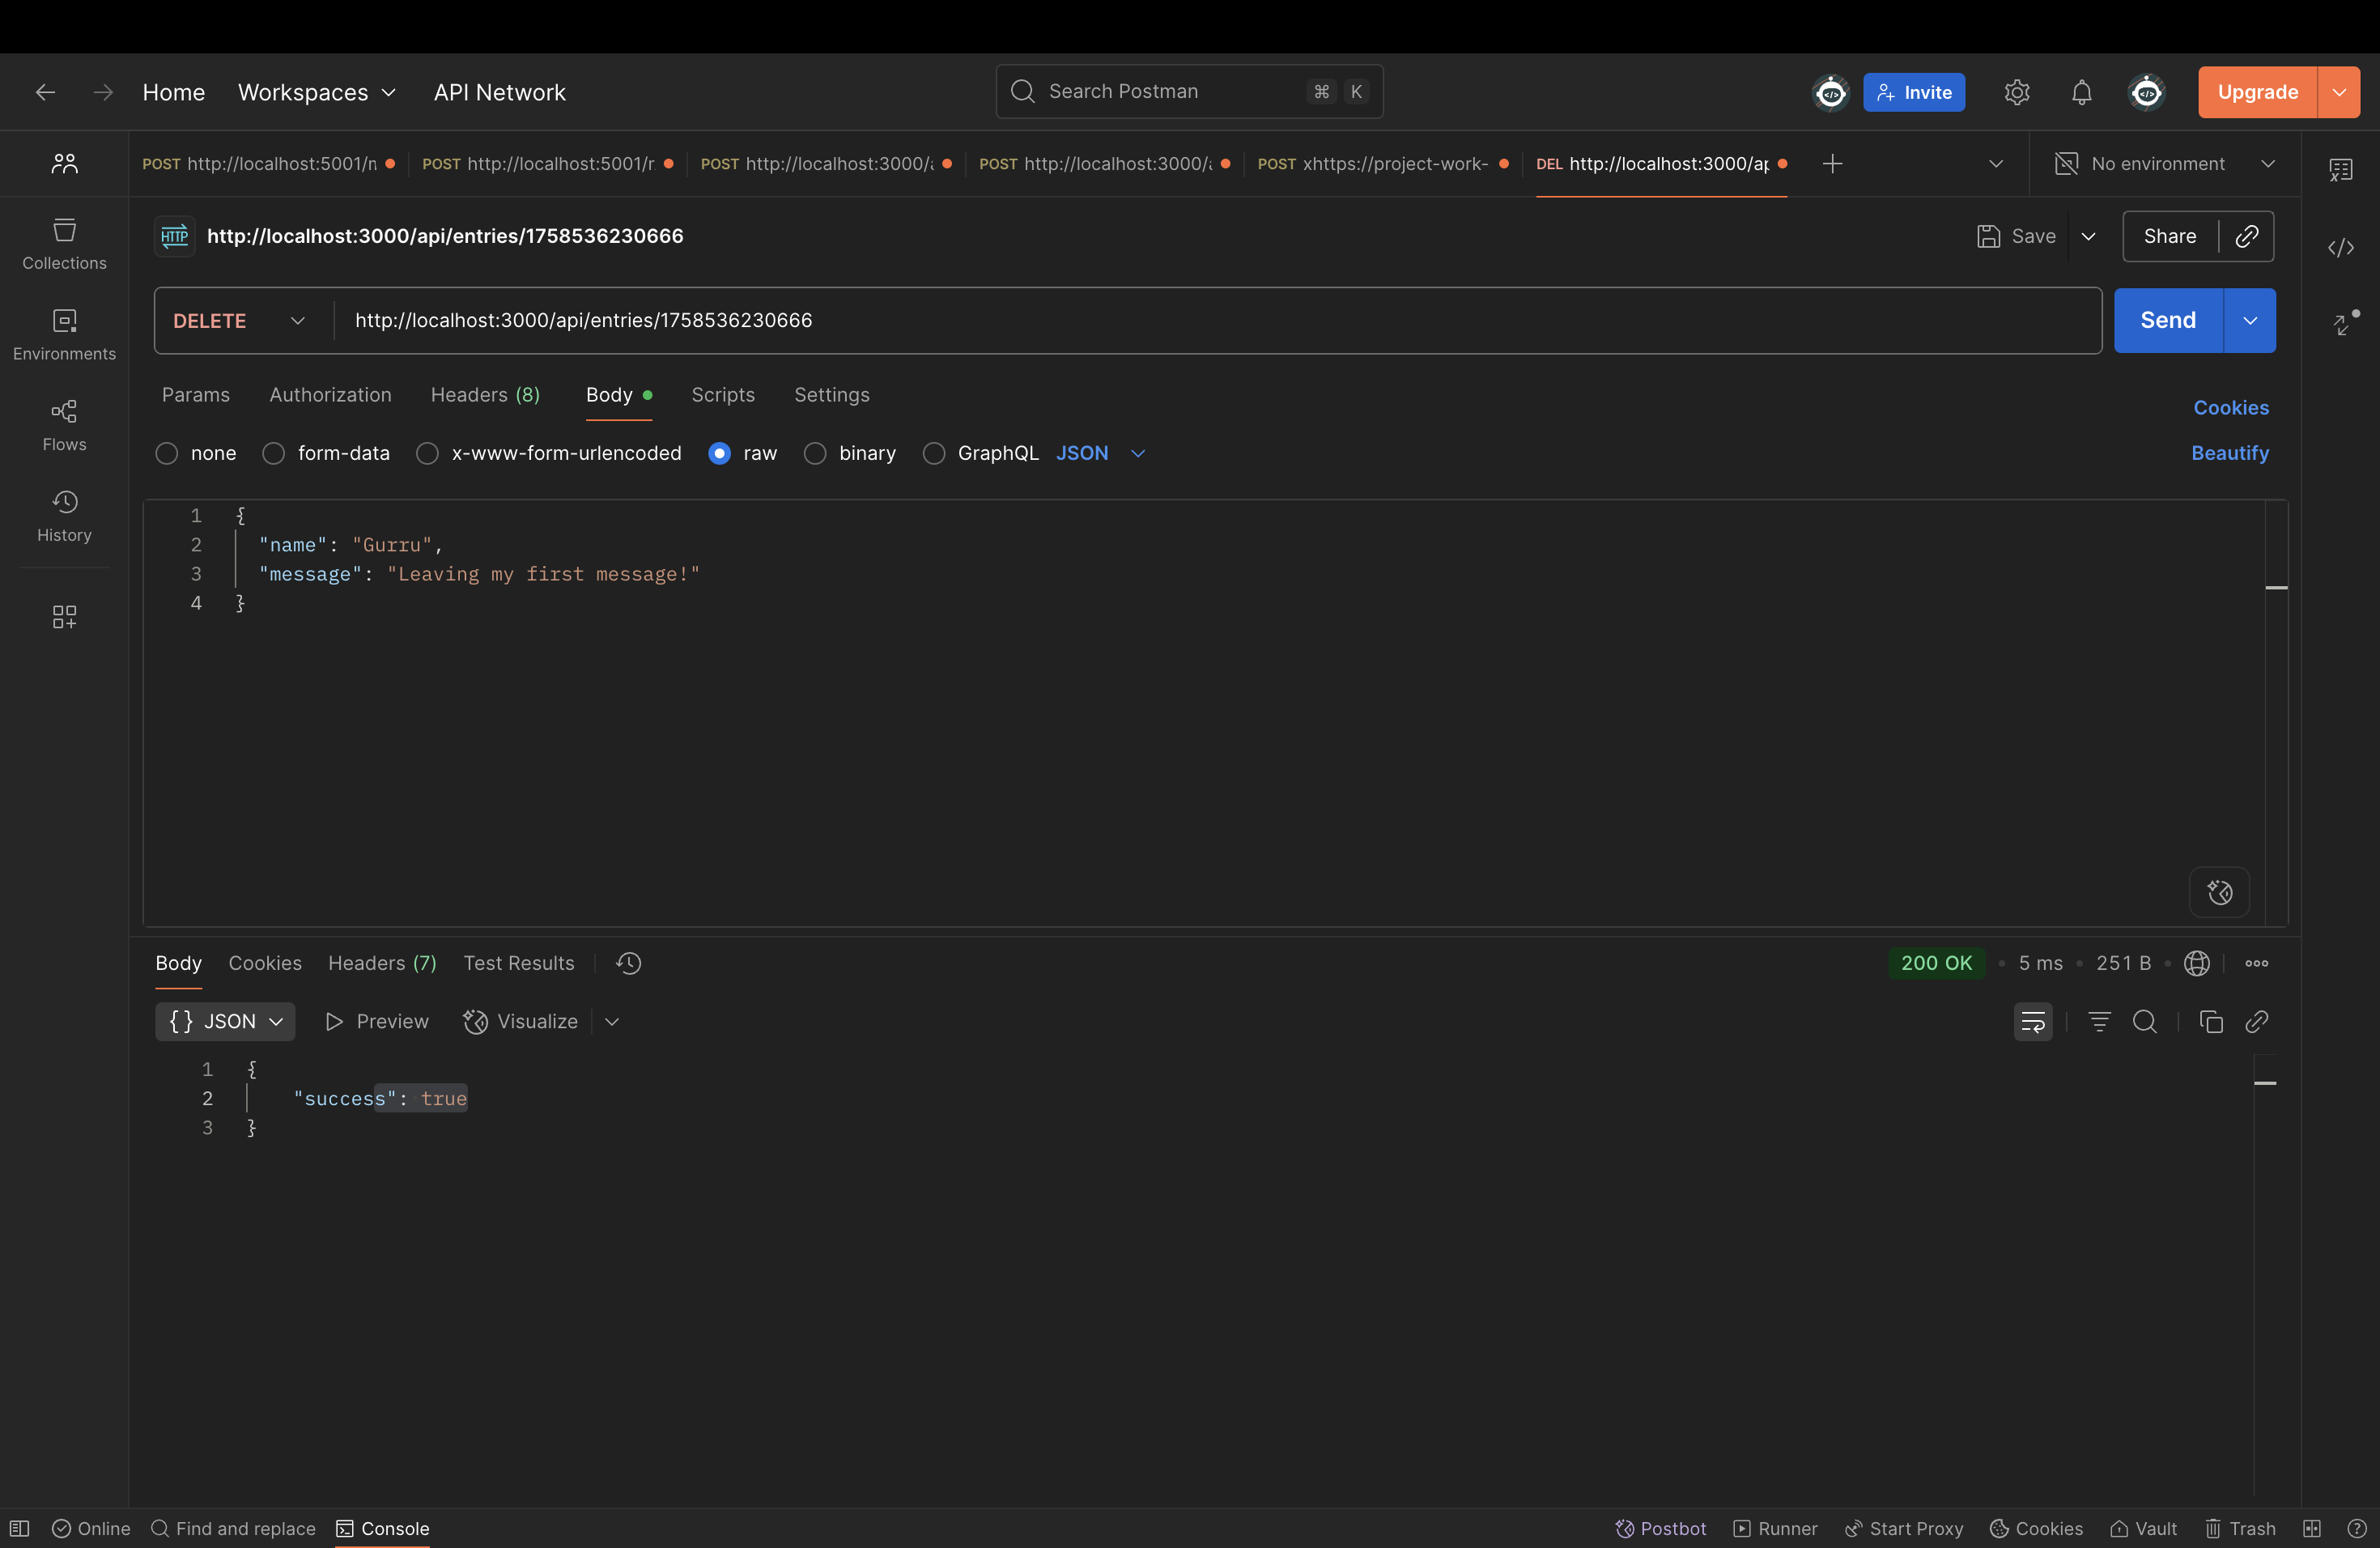 Home Workspaces API Network Search Postman ⌘ K Invite Upgrade
POST http://localhost:5001/n POST http://localhost:5001/r POST http://localhost:3000/a POST http://localhost:3000/a POST xhttps://project-work- DEL http://localhost:3000/ap No environment
HTTP http://localhost:3000/api/entries/1758536230666 Save Share
Collections
DELETE http://localhost:3000/api/entries/1758536230666 Send
Environments
Params Authorization Headers (8) Body Scripts Settings Cookies
Flows
none form-data x-www-form-urlencoded raw binary GraphQL JSON Beautify
History
1 {
2 "name": "Gurru",
3 "message": "Leaving my first message!"
4 }
Body Cookies Headers (7) Test Results 200 OK 5 ms 251 B
{} JSON Preview Visualize
1 {
2 "success": true
3 }
Online Find and replace Console Postbot Runner Start Proxy Cookies Vault Trash